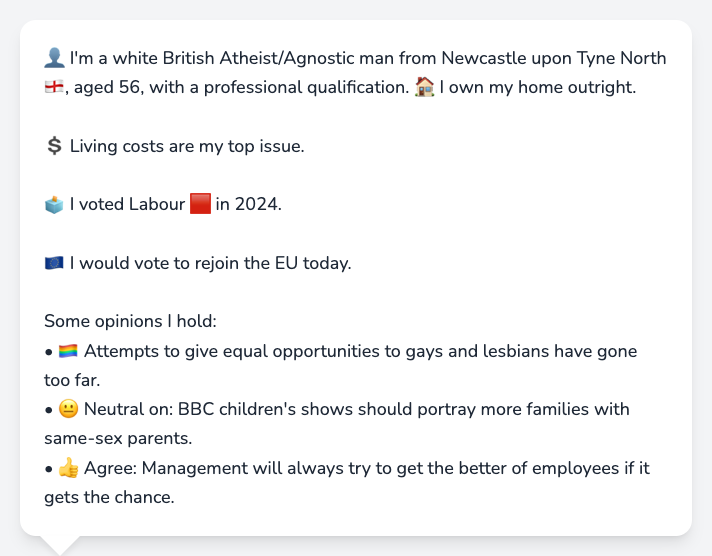 👤 I'm a white British Atheist/Agnostic man from Newcastle upon Tyne North
🏴󠁧󠁢󠁥󠁮󠁧󠁿, aged 56, with a professional qualification. 🏠 I own my home outright.
💲 Living costs are my top issue.
🗳️ I voted Labour 🟥 in 2024.
🇪🇺 I would vote to rejoin the EU today.
Some opinions I hold:
• 🏳️‍🌈 Attempts to give equal opportunities to gays and lesbians have gone
too far.
• 😐 Neutral on: BBC children's shows should portray more families with
same-sex parents.
• 👍 Agree: Management will always try to get the better of employees if it
gets the chance.